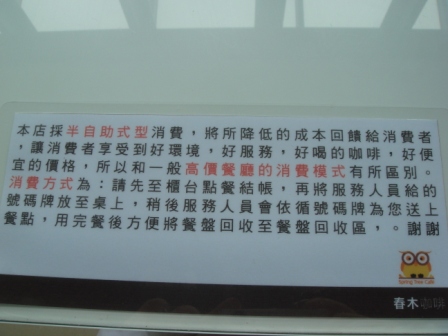 本店採半自助式型消費，將所降低的成本回饋給消費者
，讓消費者享受到好環境，好服務，好喝的咖啡，好便
宜的價格，所以和一般高價餐廳的消費模式有所區別。
消費方式為：請先至櫃台點餐結帳，再將服務人員給的
號碼牌放至桌上，稍後服務人員會依循號碼牌為您送上
餐點，用完餐後方便將餐盤回收至餐盤回收區，。謝謝
Spring Tree Café
春木咖啡